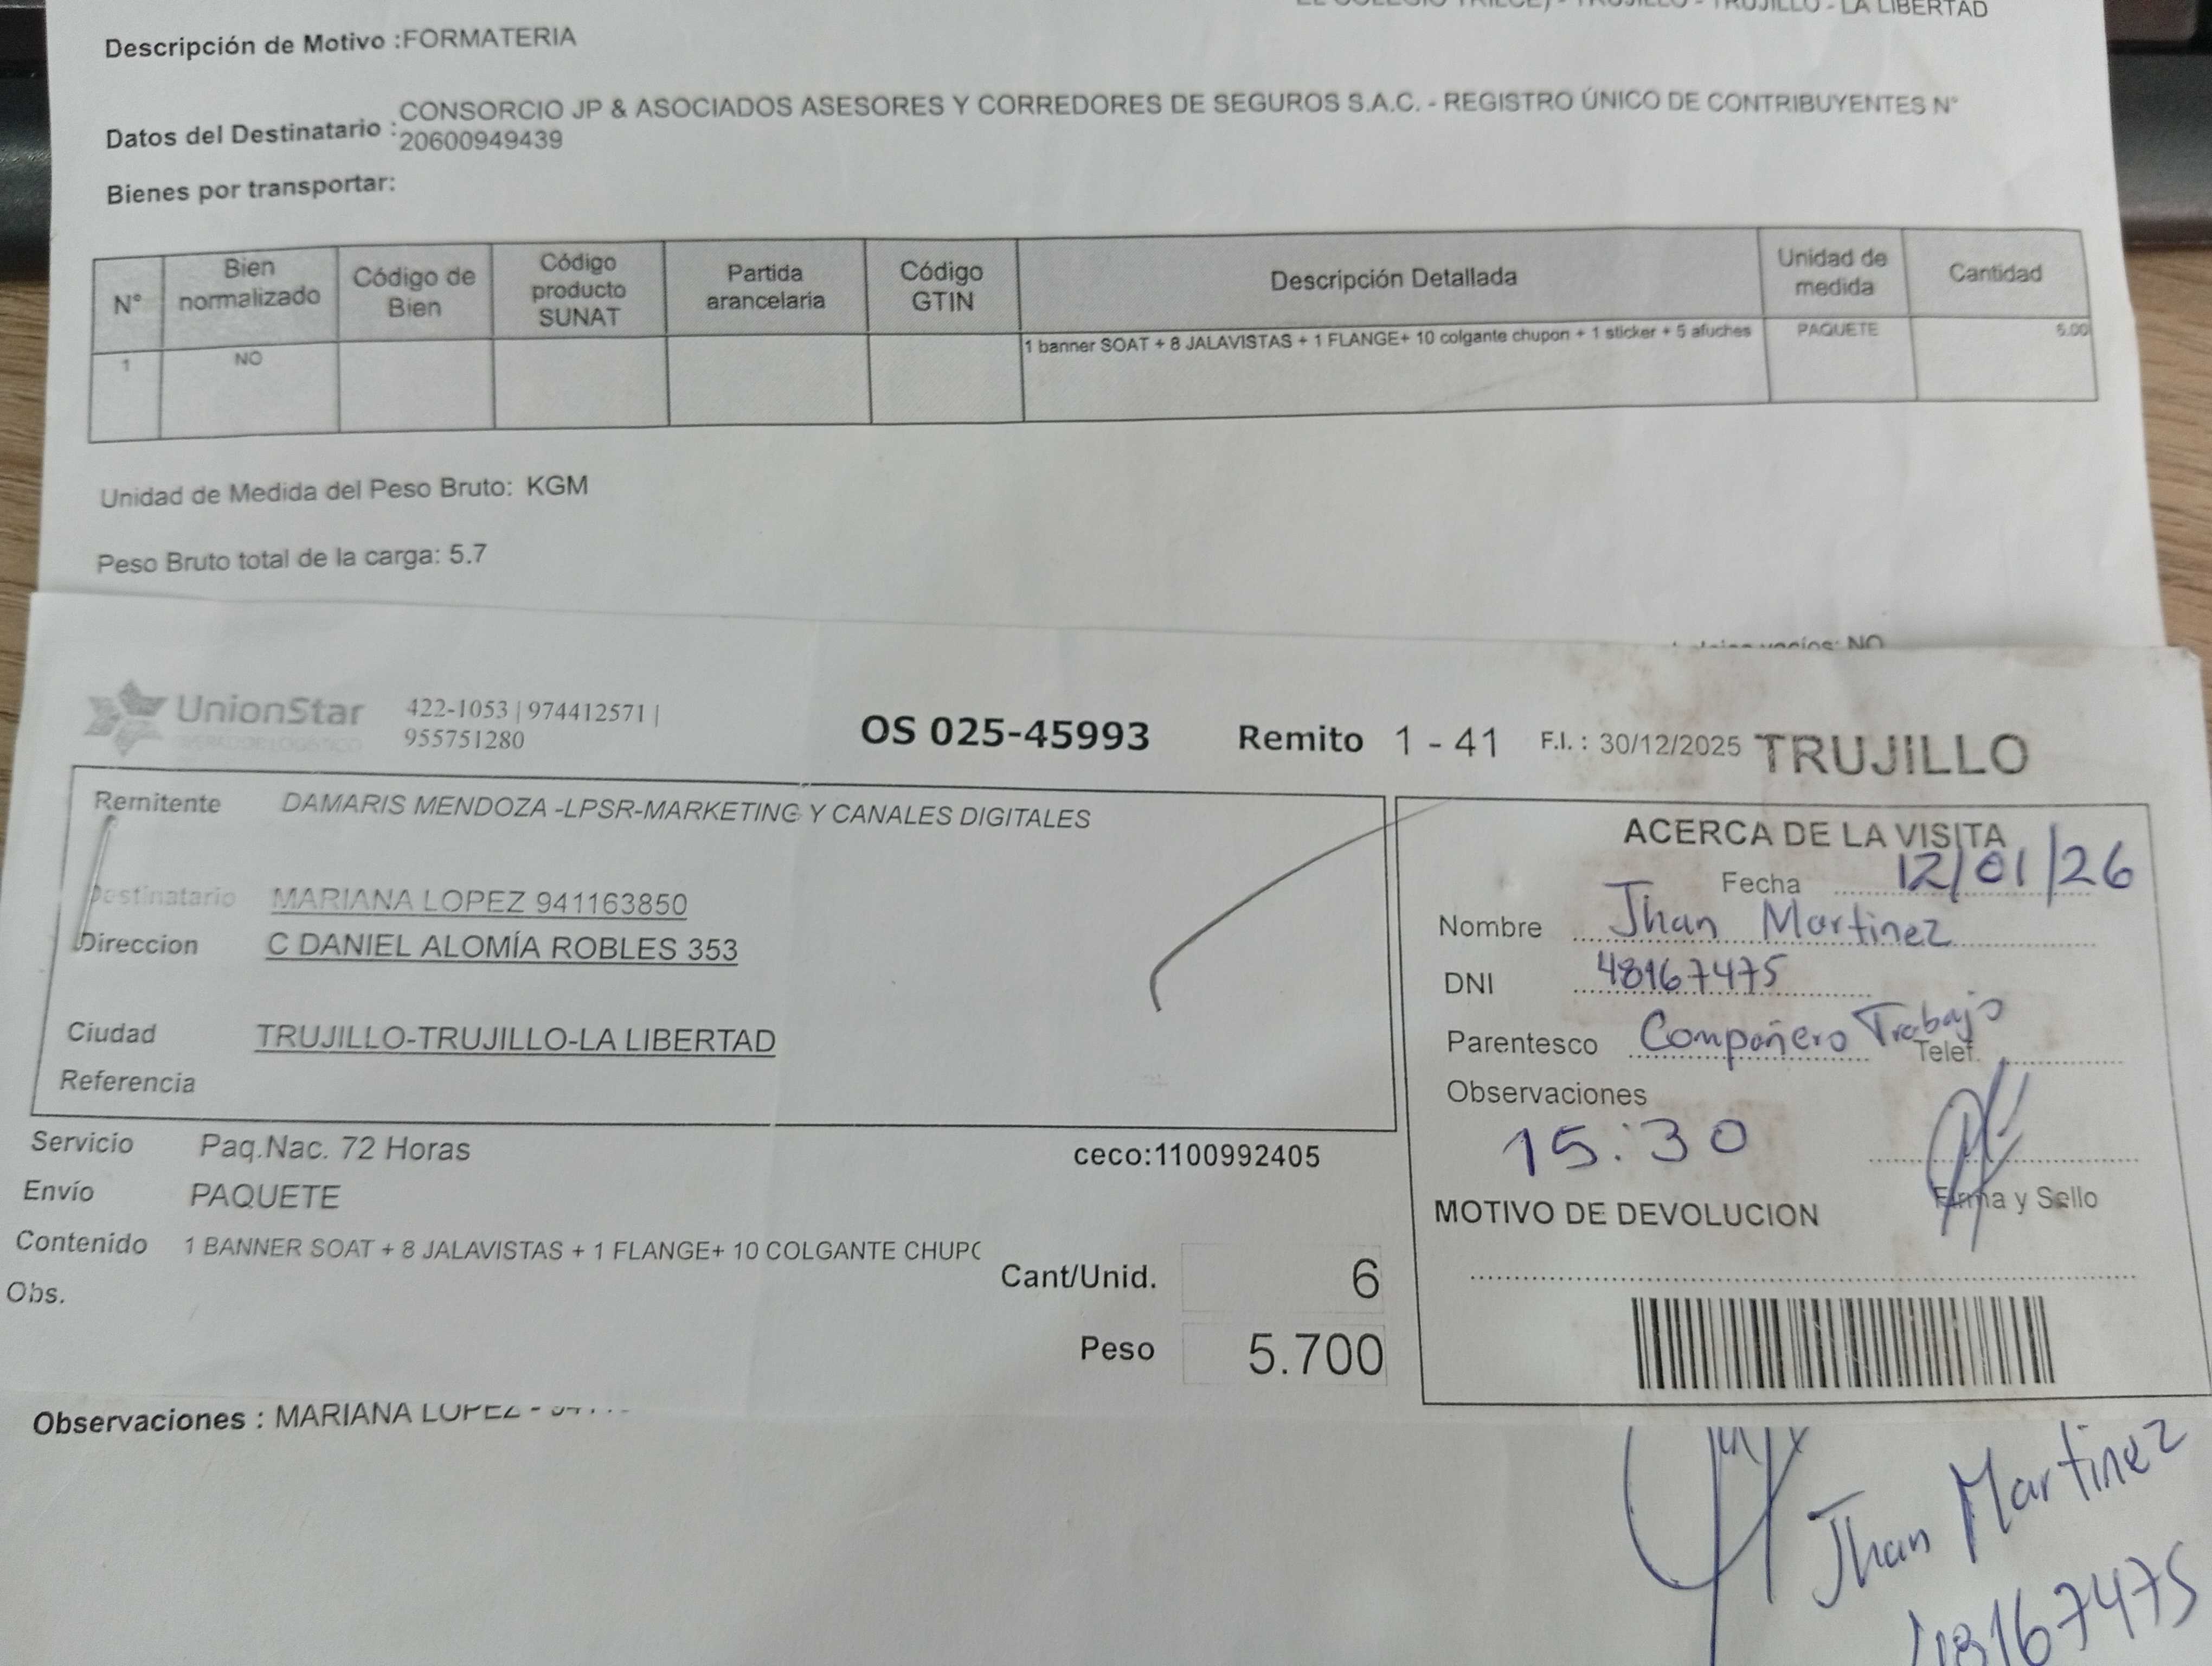 TRUJILLO - LA LIBERTAD
Descripción de Motivo :FORMATERIA
Datos del Destinatario :CONSORCIO JP & ASOCIADOS ASESORES Y CORREDORES DE SEGUROS S.A.C. - REGISTRO ÚNICO DE CONTRIBUYENTES N°
20600949439
Bienes por transportar:
N° Bien normalizado Código de Bien Código producto SUNAT Partida arancelaria Código GTIN Descripción Detallada Unidad de medida Cantidad
1 NO 1 banner SOAT + 8 JALAVISTAS + 1 FLANGE+ 10 colgante chupon + 1 sticker + 5 afuches PAQUETE
Unidad de Medida del Peso Bruto: KGM
Peso Bruto total de la carga: 5.7
NO
UnionStar 422-1053 | 974412571 |
955751280
OS 025-45993 Remito 1 - 41 F.I. : 30/12/2025 TRUJILLO
Remitente DAMARIS MENDOZA -LPSR-MARKETING Y CANALES DIGITALES
Destinatario MARIANA LOPEZ 941163850
Direccion C DANIEL ALOMÍA ROBLES 353
Ciudad TRUJILLO-TRUJILLO-LA LIBERTAD
Referencia
Servicio Paq.Nac. 72 Horas ceco:1100992405
Envío PAQUETE
Contenido 1 BANNER SOAT + 8 JALAVISTAS + 1 FLANGE+ 10 COLGANTE CHUPO
Obs.
Cant/Unid. 6
Peso 5.700
ACERCA DE LA VISITA
Fecha 12/01/26
Nombre Jhan Martinez
DNI 48167475
Parentesco Compañero Trabajo
Telef.
Observaciones
15:30
Firma y Sello
MOTIVO DE DEVOLUCION
Observaciones : MARIANA LOPEZ -
Jhan Martinez
48167475